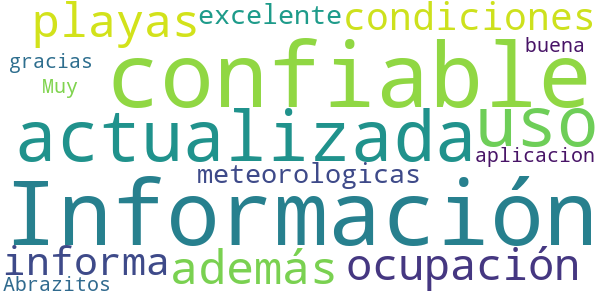 playas
excelente
condiciones
buena
gracias
confiable
Muy
actualizada
uso
aplicacion
meteorologicas
Información
informa
además
ocupación
Abrazitos